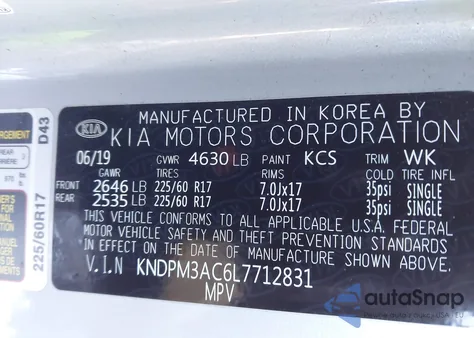 MANUFACTURED IN KOREA BY
KIA KIA MOTORS CORPORATION
06/19 GVWR 4630 LB PAINT KCS TRIM WK
GAWR TIRES RIMS COLD TIRE INFL
FRONT 2646 LB 225/60 R17 7.0Jx17 35psi SINGLE
REAR 2535 LB 225/60 R17 7.0Jx17 35psi SINGLE
THIS VEHICLE CONFORMS TO ALL APPLICABLE U.S.A. FEDERAL
MOTOR VEHICLE SAFETY, BUMPER, AND THEFT PREVENTION STANDARDS
IN EFFECT ON THE DATE OF MANUFACTURE SHOWN ABOVE.
V.I.N KNDPM3AC6L7712831
MPV
D43
225/60R17
REAR
autoSnap